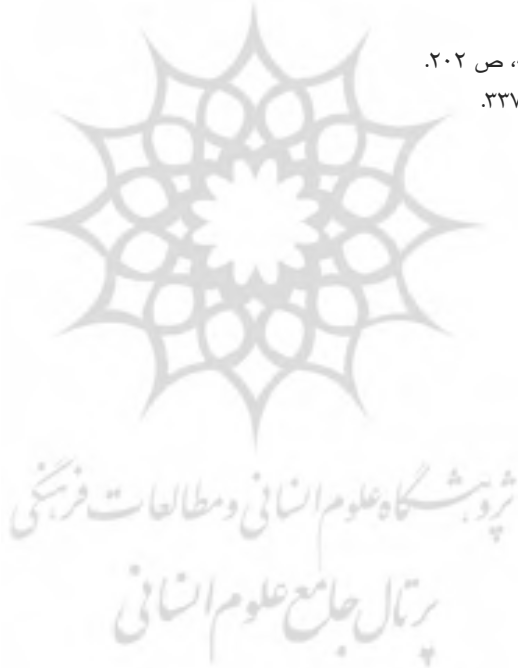 ، ص ۲۰۲.
۳۳۷.
پژوهشگاه علوم انسانی و مطالعات فرهنگی
پرتال جامع علوم انسانی